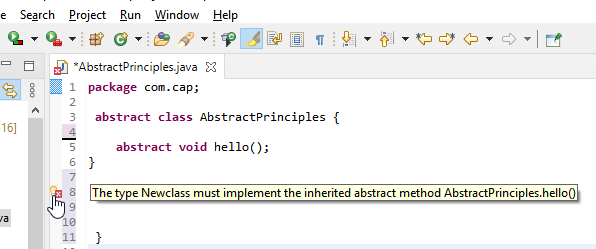 Search Project Run Window Help
*AbstractPrinciples.java
1 package com.cap;
2
3 abstract class AbstractPrinciples {
16]
4
5 abstract void hello();
6 }
7
8 The type Newclass must implement the inherited abstract method AbstractPrinciples.hello()
9
va
10
11 }